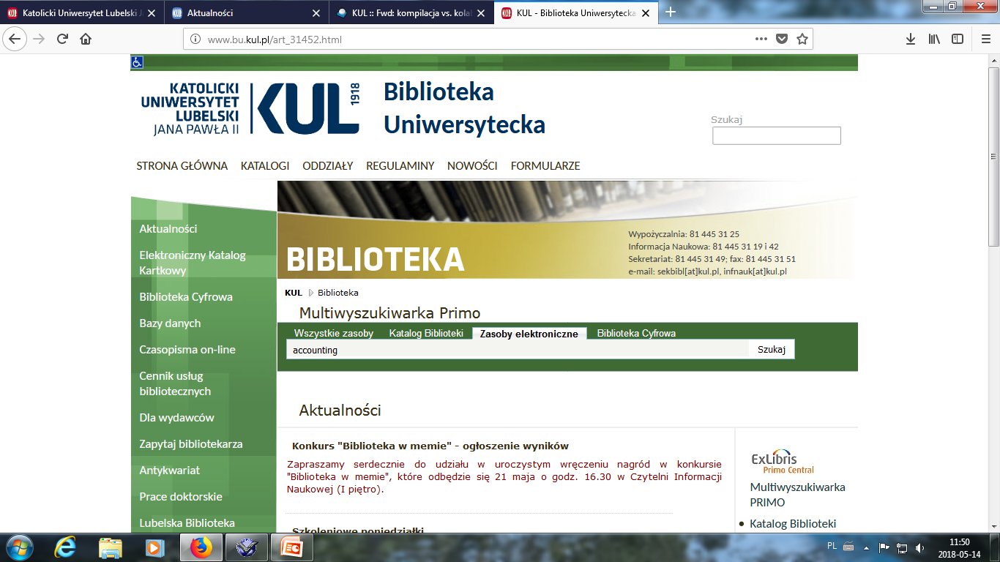 Katolicki Uniwersytet Lubelski J
Aktualności
KUL :: Fwd: kompilacja vs. kola
KUL - Biblioteka Uniwersytecka
www.bu.kul.pl/art_31452.html
KATOLICKI
UNIWERSYTET
LUBELSKI
JANA PAWŁA II
KUL
1918
Biblioteka
Uniwersytecka
Szukaj
STRONA GŁÓWNA KATALOGI ODDZIAŁY REGULAMINY NOWOŚCI FORMULARZE
Aktualności
Elektroniczny Katalog
Kartkowy
Biblioteka Cyfrowa
Bazy danych
Czasopisma on-line
Cennik usług
bibliotecznych
Dla wydawców
Zapytaj bibliotekarza
Antykwariat
Prace doktorskie
Lubelska Biblioteka
BIBLIOTEKA
Wypożyczalnia: 81 445 31 25
Informacja Naukowa: 81 445 31 19 i 42
Sekretariat: 81 445 31 49; fax: 81 445 31 51
e-mail: sekbibl[at]kul.pl, infnauk[at]kul.pl
KUL Biblioteka
Multiwyszukiwarka Primo
Wszystkie zasoby Katalog Biblioteki Zasoby elektroniczne Biblioteka Cyfrowa
accounting Szukaj
Aktualności
Konkurs "Biblioteka w memie" - ogłoszenie wyników
Zapraszamy serdecznie do udziału w uroczystym wręczeniu nagród w konkursie
"Biblioteka w memie", które odbędzie się 21 maja o godz. 16.30 w Czytelni Informacji
Naukowej (I piętro).
Szkoleniowe poniedziałki
ExLibris
Primo Central
Multiwyszukiwarka
PRIMO
Katalog Biblioteki
PL
11:50
2018-05-14